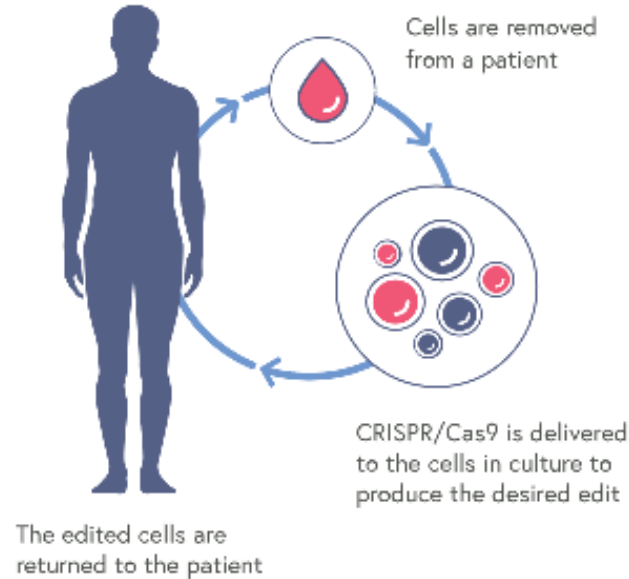 Cells are removed
from a patient
CRISPR/Cas9 is delivered
to the cells in culture to
produce the desired edit
The edited cells are
returned to the patient